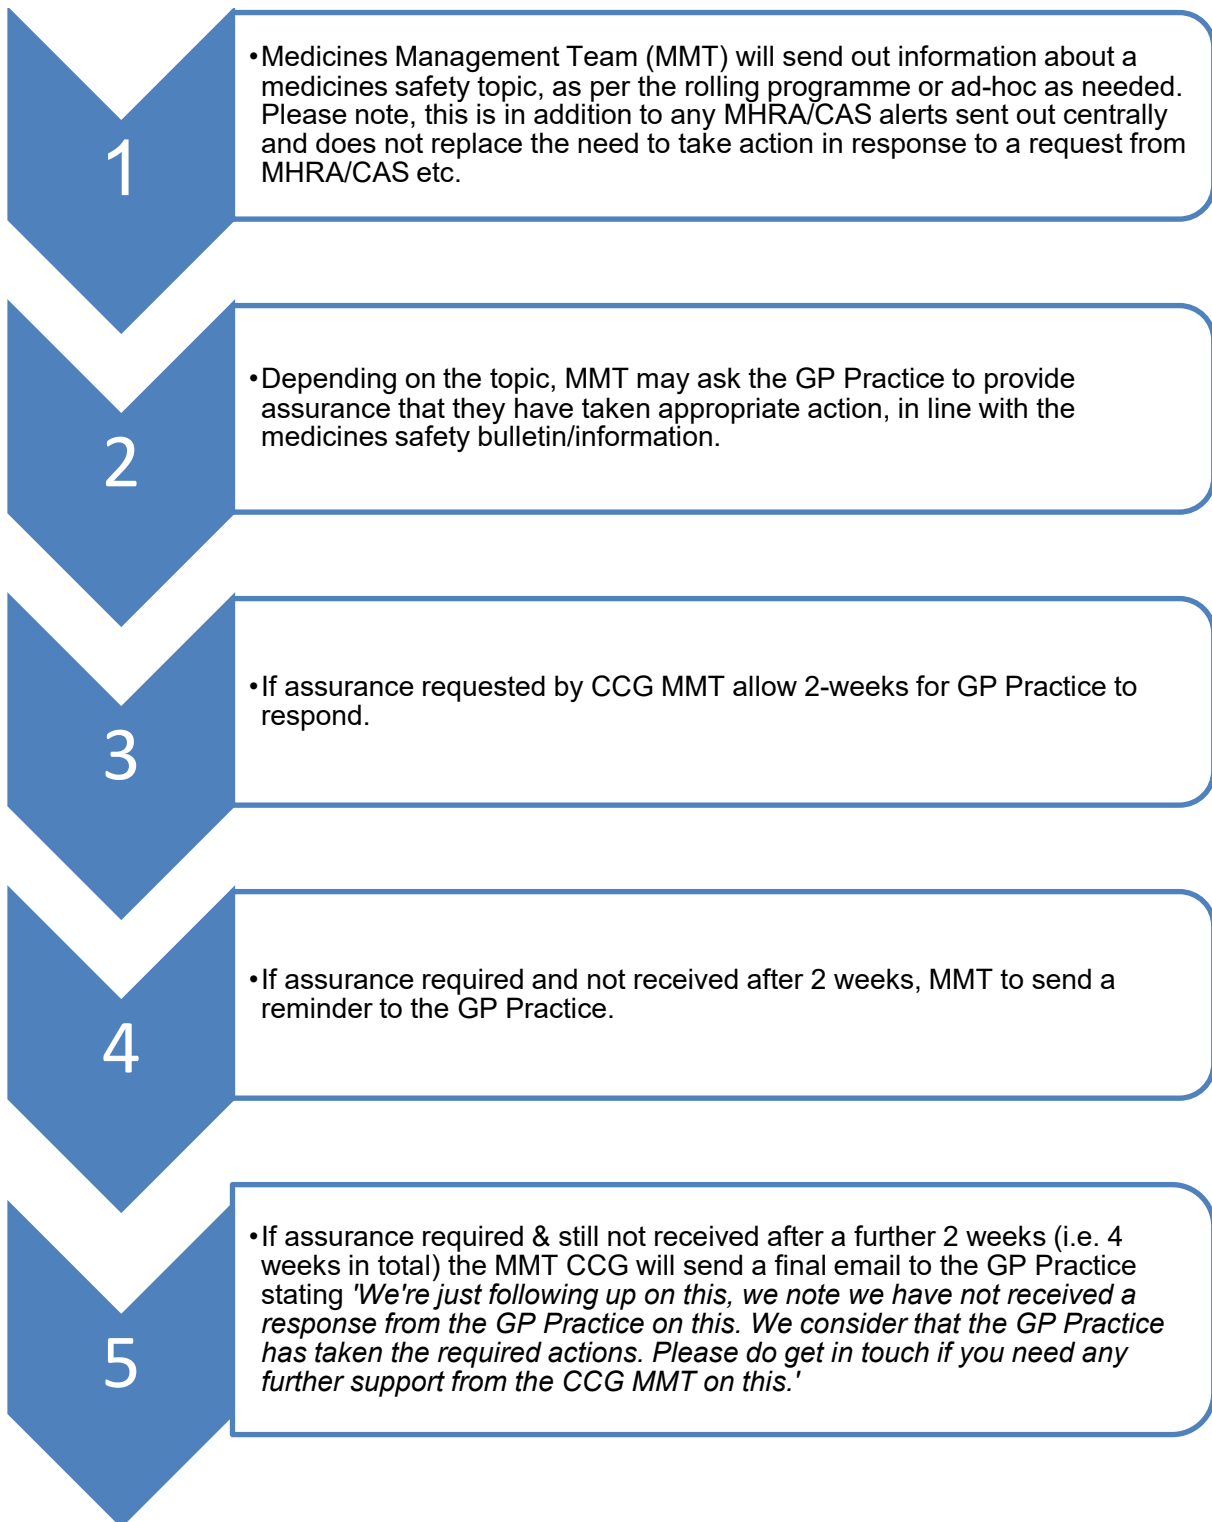 1
•Medicines Management Team (MMT) will send out information about a
medicines safety topic, as per the rolling programme or ad-hoc as needed.
Please note, this is in addition to any MHRA/CAS alerts sent out centrally
and does not replace the need to take action in response to a request from
MHRA/CAS etc.
2
•Depending on the topic, MMT may ask the GP Practice to provide
assurance that they have taken appropriate action, in line with the
medicines safety bulletin/information.
3
•If assurance requested by CCG MMT allow 2-weeks for GP Practice to
respond.
4
•If assurance required and not received after 2 weeks, MMT to send a
reminder to the GP Practice.
5
•If assurance required & still not received after a further 2 weeks (i.e. 4
weeks in total) the MMT CCG will send a final email to the GP Practice
stating 'We're just following up on this, we note we have not received a
response from the GP Practice on this. We consider that the GP Practice
has taken the required actions. Please do get in touch if you need any
further support from the CCG MMT on this.'